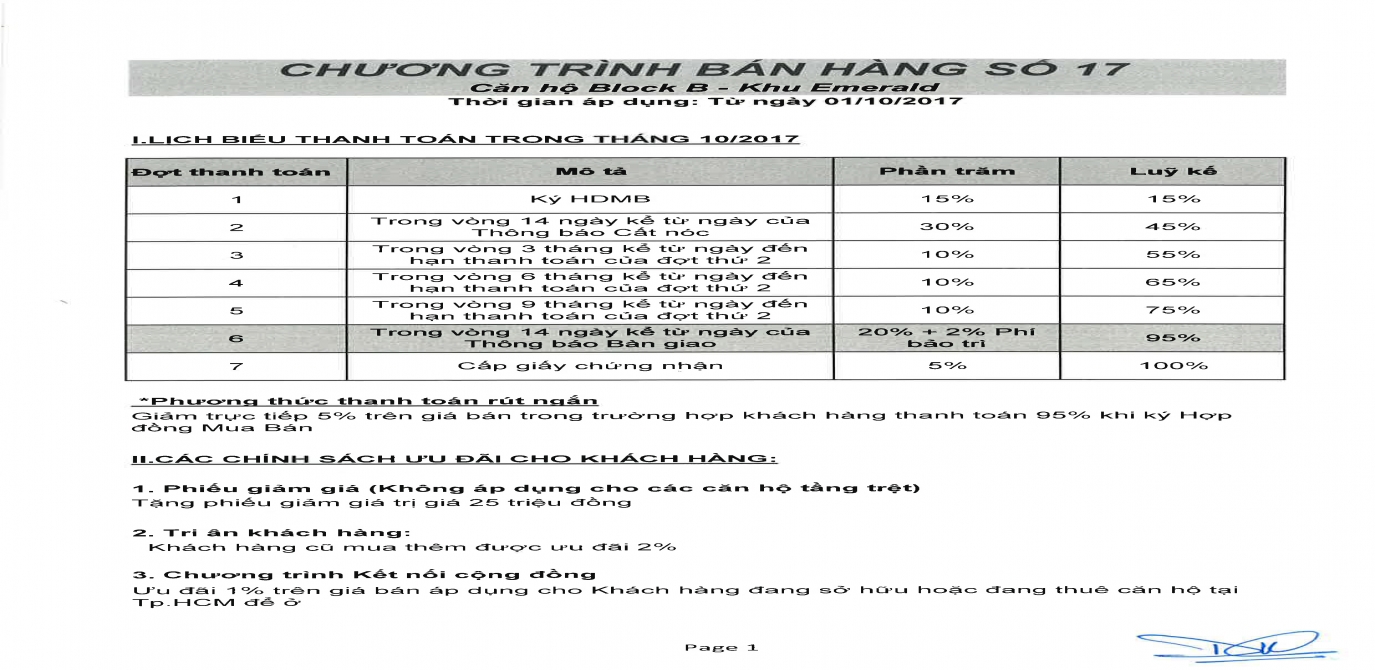 CHƯƠNG TRÌNH BÁN HÀNG SỐ 17
Căn hộ Block B - Khu Emerald
Thời gian áp dụng: Từ ngày 01/10/2017
I.LỊCH BIỂU THANH TOÁN TRONG THÁNG 10/2017
Đợt thanh toán Mô tả Phần trăm Luỹ kế
1 Ký HDMB 15% 15%
2 Trong vòng 14 ngày kể từ ngày của 30% 45%
Thông báo Cất nóc
3 Trong vòng 3 tháng kể từ ngày đến 10% 55%
hạn thanh toán của đợt thứ 2
4 Trong vòng 6 tháng kể từ ngày đến 10% 65%
hạn thanh toán của đợt thứ 2
5 Trong vòng 9 tháng kể từ ngày đến 10% 75%
hạn thanh toán của đợt thứ 2
6 Trong vòng 14 ngày kể từ ngày của 20% + 2% Phí 95%
Thông báo Bàn giao bảo trì
7 Cấp giấy chứng nhận 5% 100%
*Phương thức thanh toán rút ngắn
Giảm trực tiếp 5% trên giá bán trong trường hợp khách hàng thanh toán 95% khi ký Hợp
đồng Mua Bán
II.CÁC CHÍNH SÁCH ƯU ĐÃI CHO KHÁCH HÀNG:
1. Phiếu giảm giá (Không áp dụng cho các căn hộ tầng trệt)
Tặng phiếu giảm giá trị giá 25 triệu đồng
2. Tri ân khách hàng:
Khách hàng cũ mua thêm được ưu đãi 2%
3. Chương trình Kết nối cộng đồng
Ưu đãi 1% trên giá bán áp dụng cho Khách hàng đang sở hữu hoặc đang thuê căn hộ tại
Tp.HCM để ở
Page 1